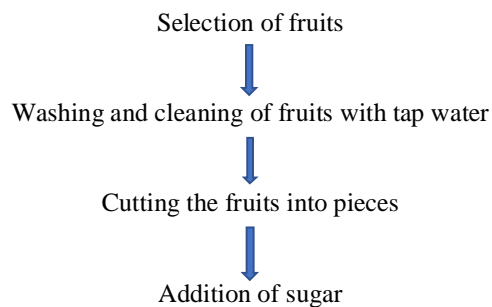 Selection of fruits
Washing and cleaning of fruits with tap water
Cutting the fruits into pieces
Addition of sugar